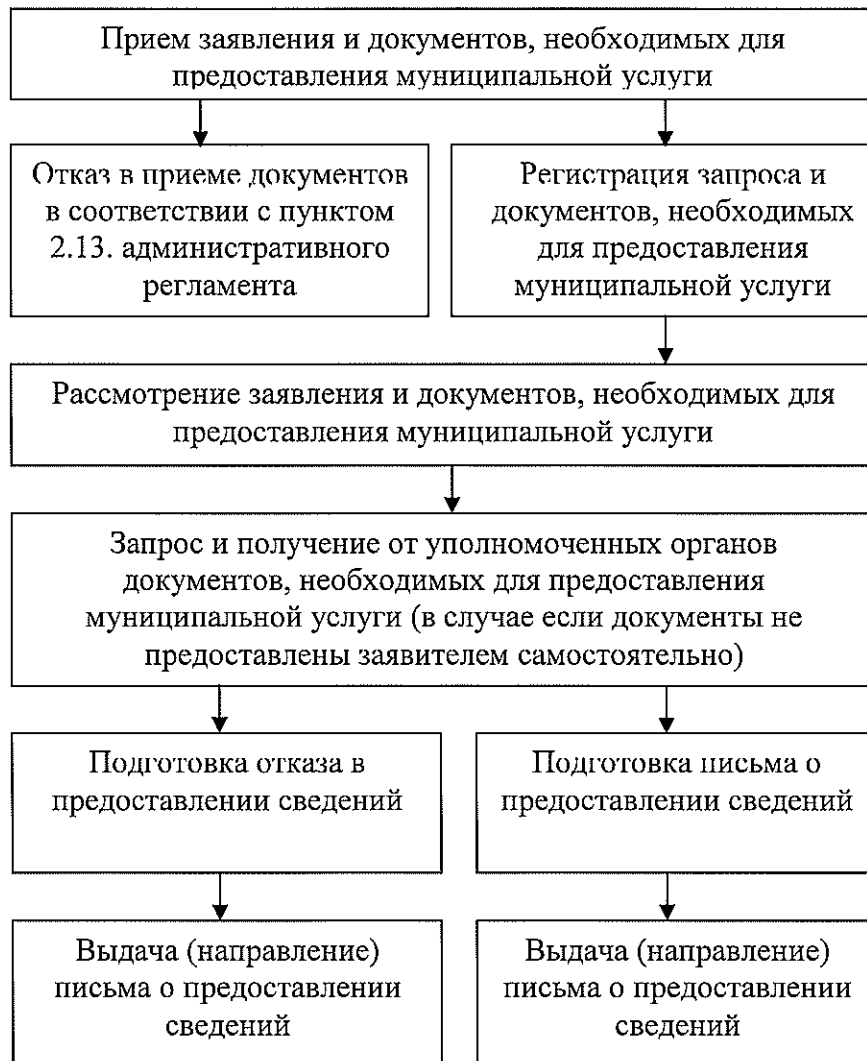 Прием заявления и документов, необходимых для
предоставления муниципальной услуги
Отказ в приеме документов
в соответствии с пунктом
2.13. административного
регламента
Регистрация запроса и
документов, необходимых
для предоставления
муниципальной услуги
Рассмотрение заявления и документов, необходимых для
предоставления муниципальной услуги
Запрос и получение от уполномоченных органов
документов, необходимых для предоставления
муниципальной услуги (в случае если документы не
предоставлены заявителем самостоятельно)
Подготовка отказа в
предоставлении сведений
Подготовка письма о
предоставлении сведений
Выдача (направление)
письма о предоставлении
сведений
Выдача (направление)
письма о предоставлении
сведений